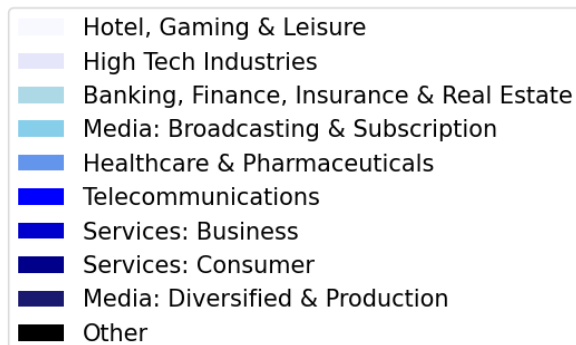 Hotel, Gaming & Leisure
High Tech Industries
Banking, Finance, Insurance & Real Estate
Media: Broadcasting & Subscription
Healthcare & Pharmaceuticals
Telecommunications
Services: Business
Services: Consumer
Media: Diversified & Production
Other